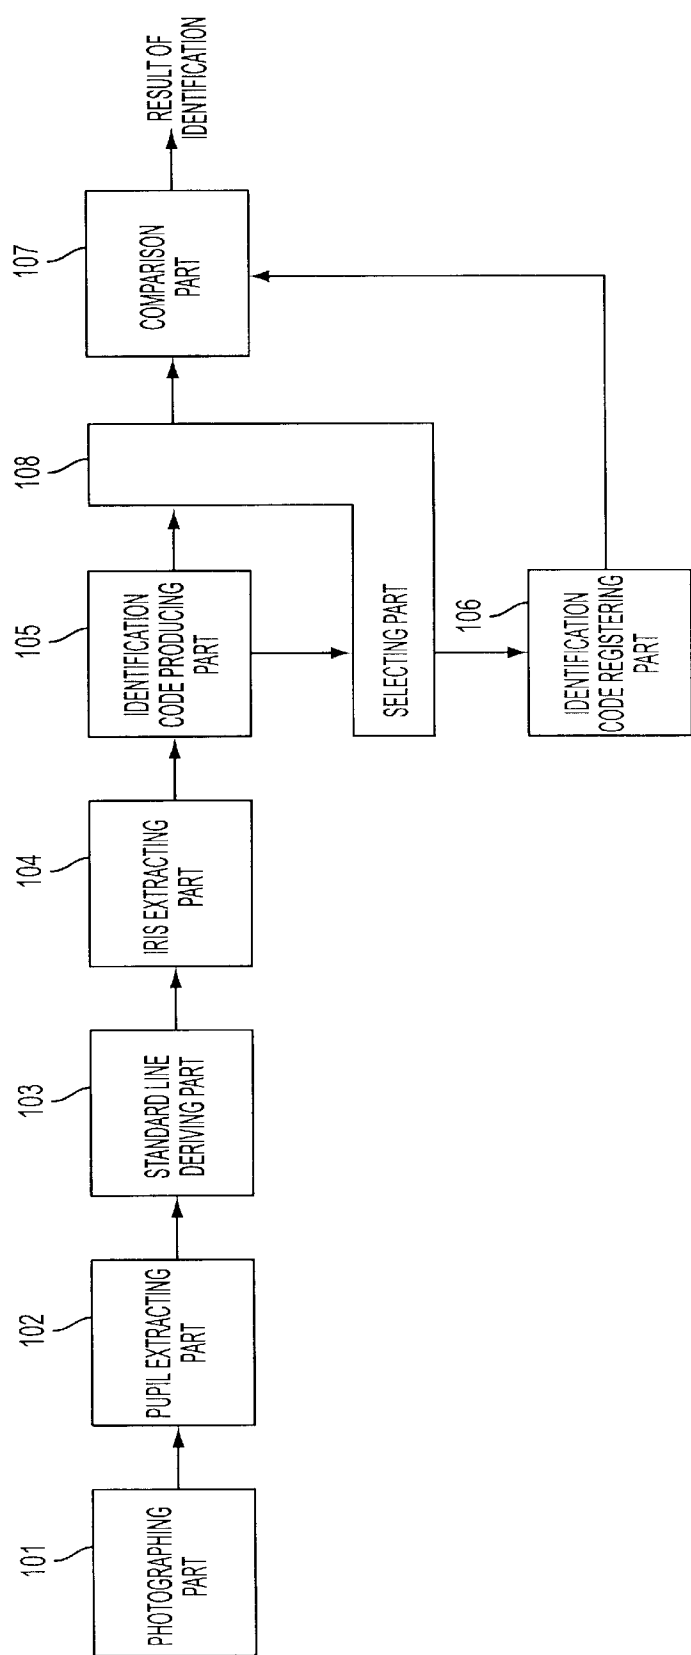 101
PHOTOGRAPHING
PART
102
PUPIL EXTRACTING
PART
103
STANDARD LINE
DERIVING PART
104
IRIS EXTRACTING
PART
105
IDENTIFICATION
CODE PRODUCING
PART
108
SELECTING PART
106
IDENTIFICATION
CODE REGISTERING
PART
107
COMPARISON
PART
RESULT OF
IDENTIFICATION